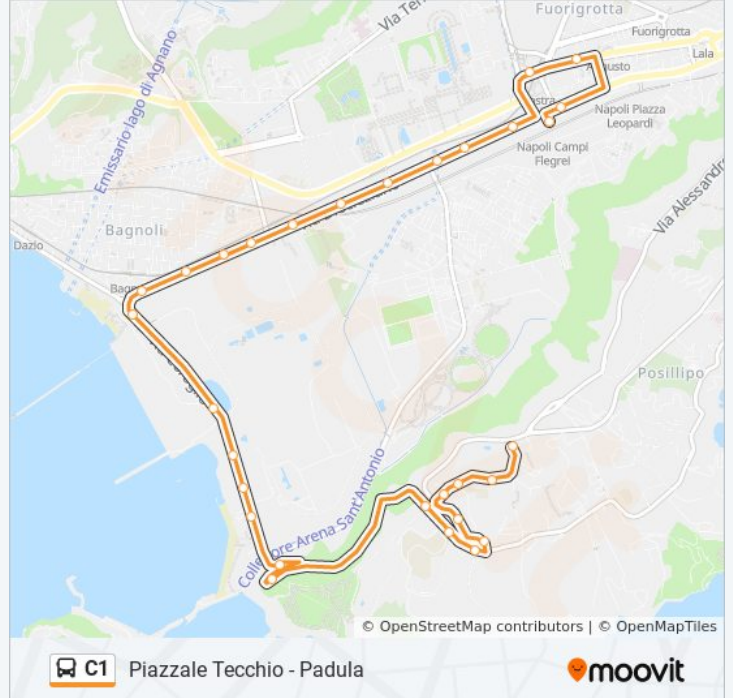 Fuorigrotta
Via Ter
Fuorigrotta
Lala
Emissario lago di Agnano
Napoli Piazza
Leopardi
Napoli Campi
Flegrei
Via Alessandr
Bagnoli
Dazio
Posillipo
Collettore Arena Sant'Antonio
© OpenStreetMap contributors | © OpenMapTiles
C1
Piazzale Tecchio - Padula
moovit